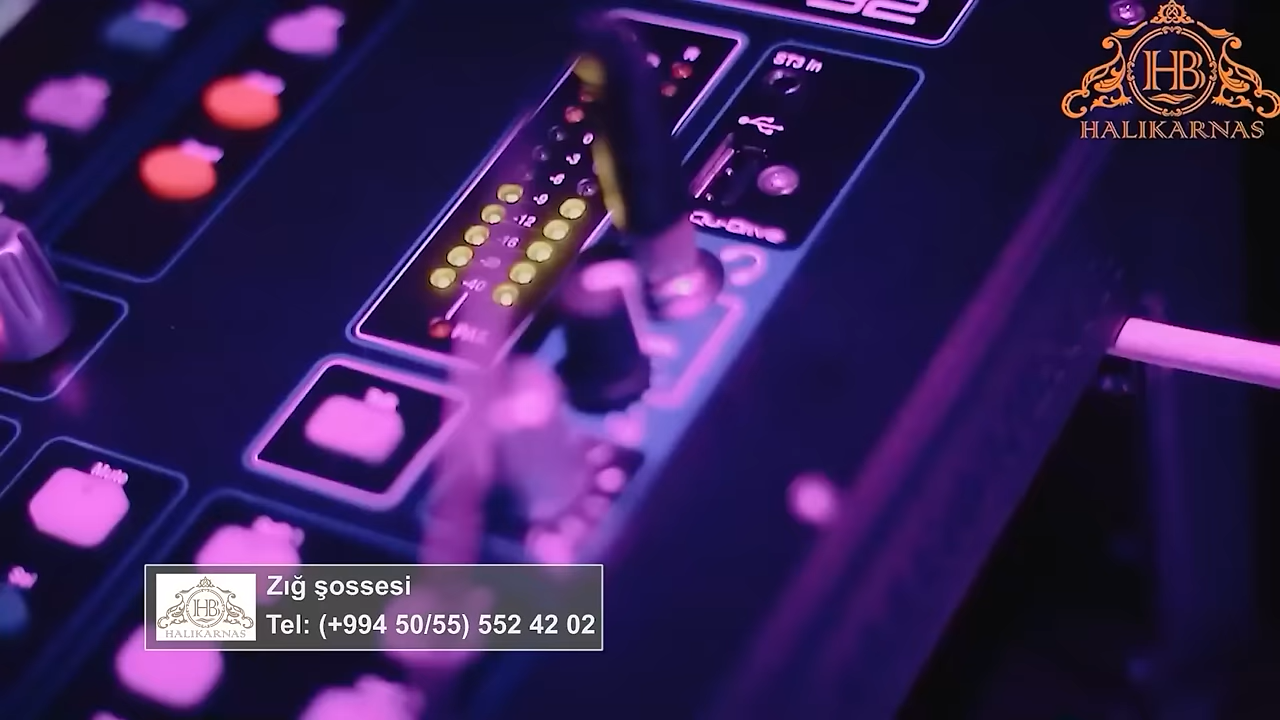 32
HB
HALIKARNAS
ST3 In
0
-3
-6
-9
-12
-16
-40
Qu-Drive
Mute
HB
HALIKARNAS
Zığ şossesi
Tel: (+994 50/55) 552 42 02